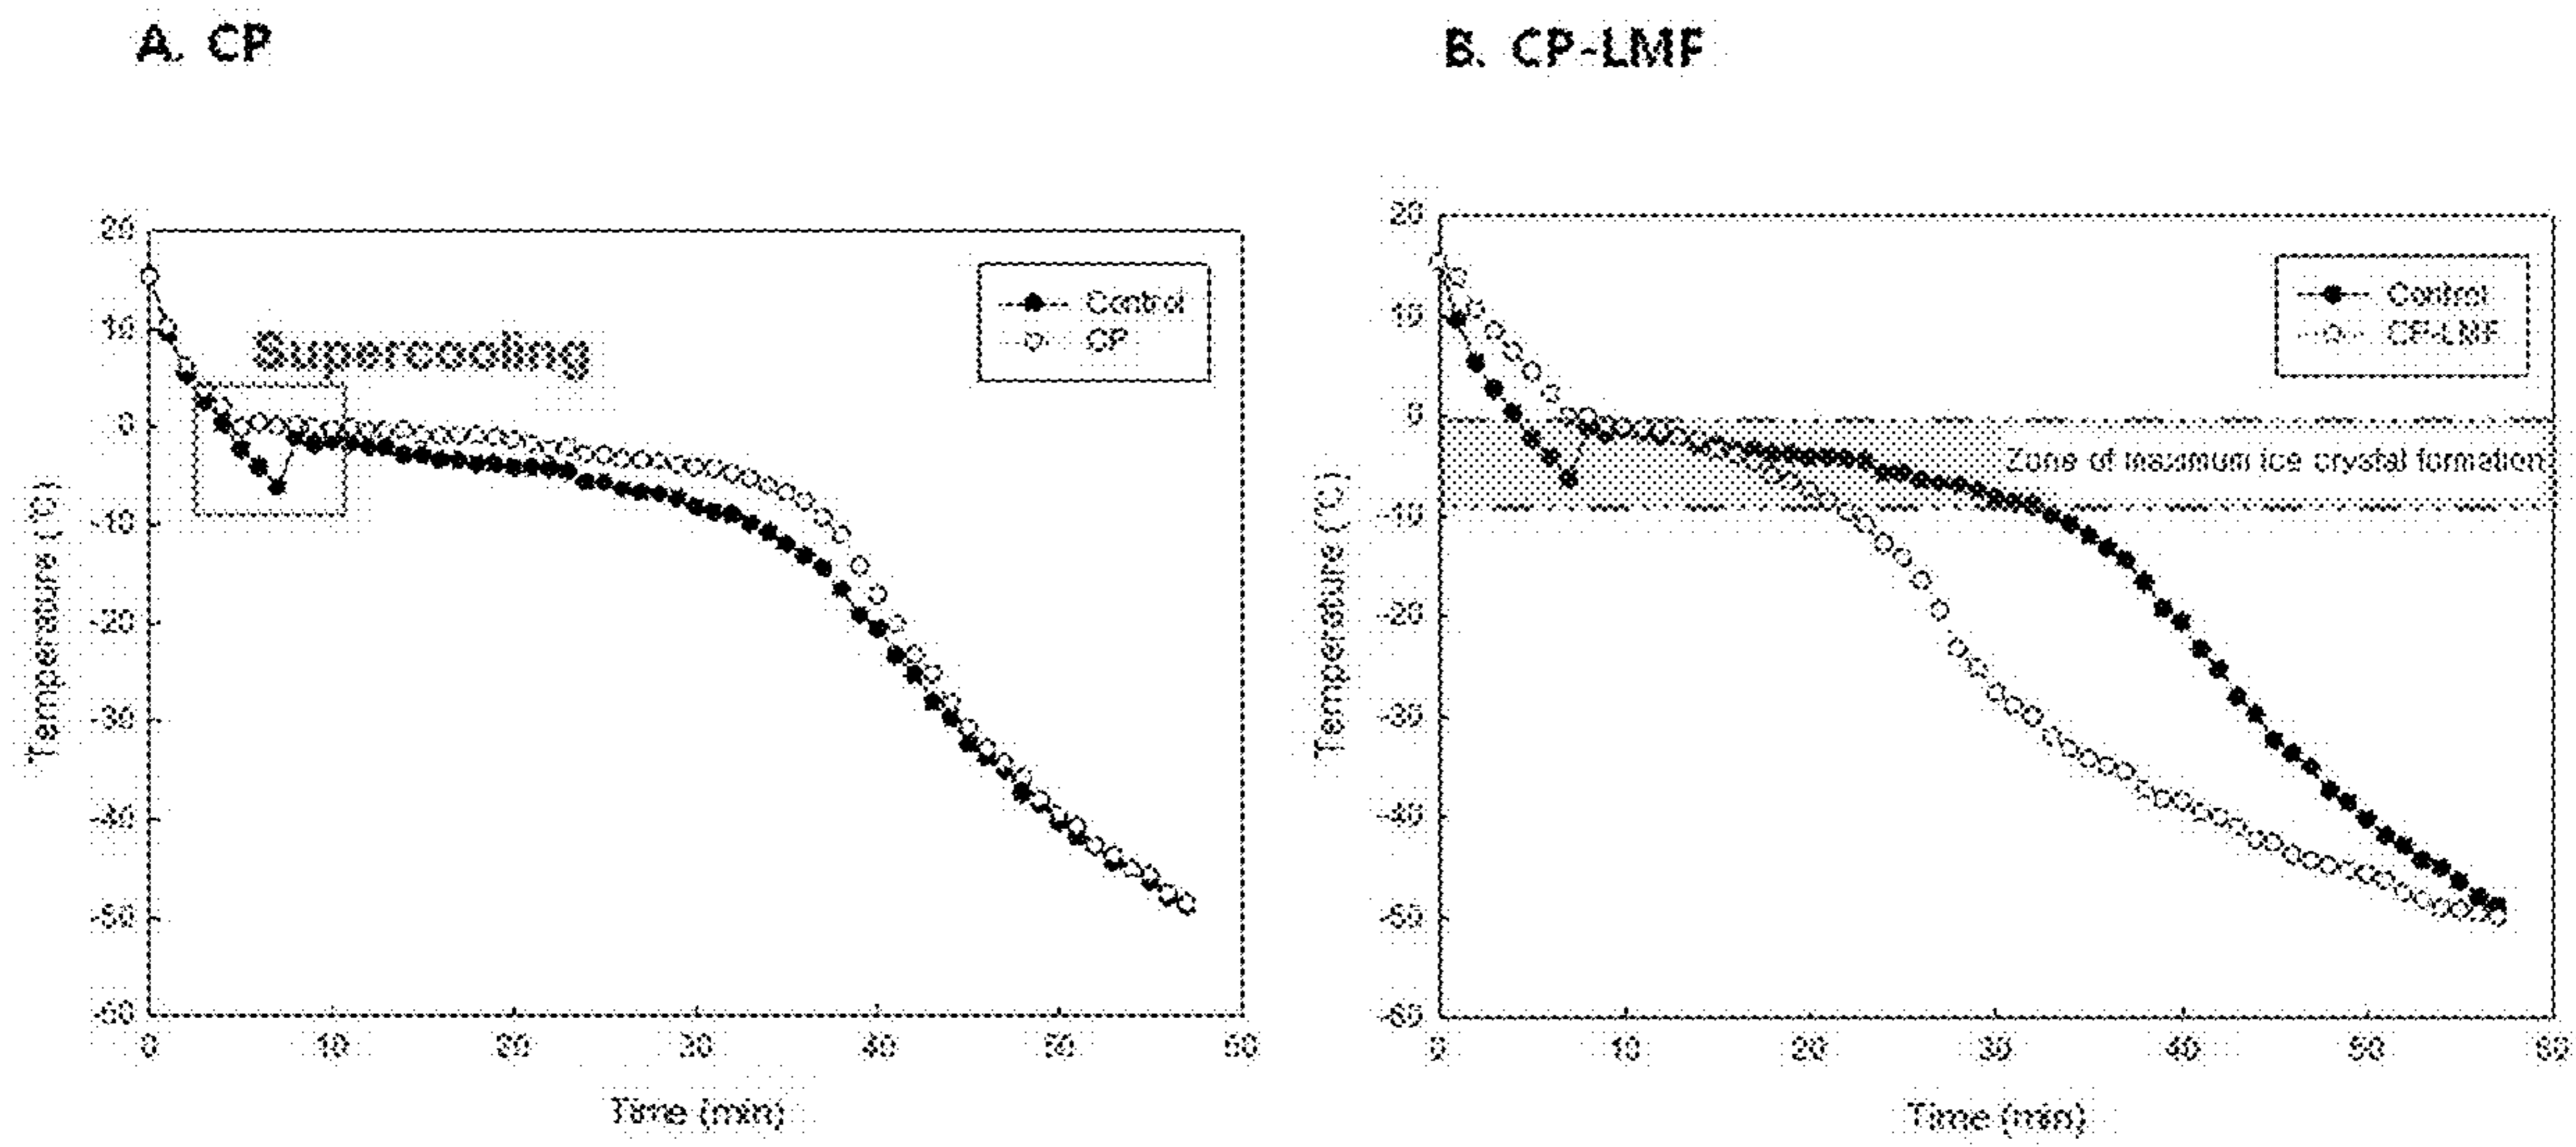 A. CP
B. CP-LMF
20
10
0
-10
-20
-30
-40
-50
-60
Temperature (°C)
Supercooling
Control
CP
0
10
20
30
40
50
60
Time (min)
20
10
0
-10
-20
-30
-40
-50
-60
Temperature (°C)
Control
CP-LMF
Zone of maximum ice crystal formation
0
10
20
30
40
50
60
Time (min)